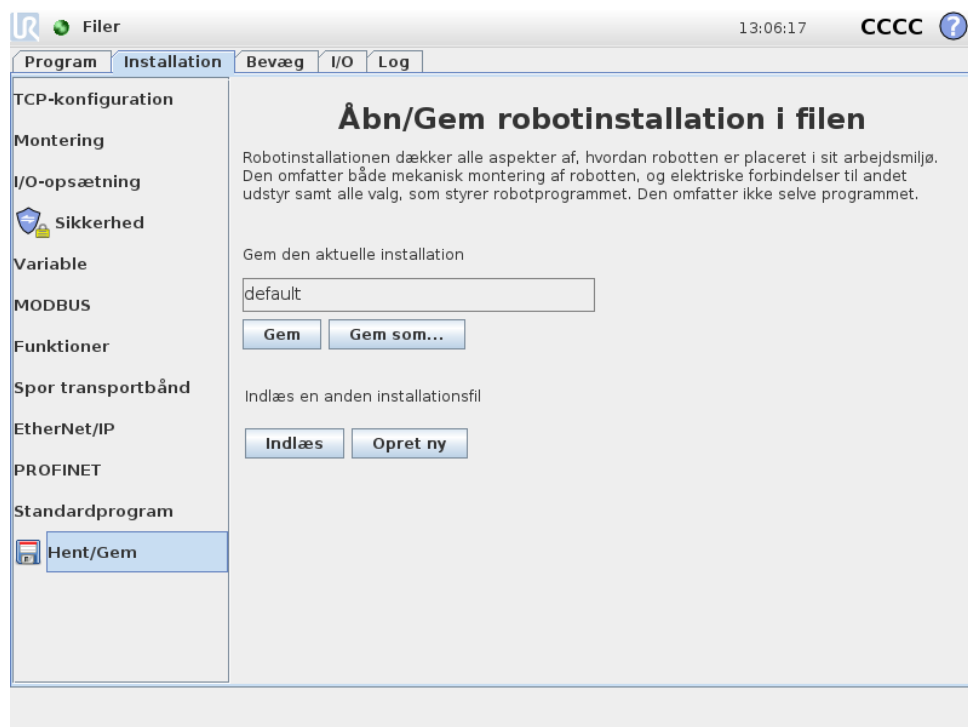 UR Filer 13:06:17 CCCC ?
Program Installation Bevæg I/O Log
TCP-konfiguration
Montering
I/O-opsætning
Sikkerhed
Variable
MODBUS
Funktioner
Spor transportbånd
EtherNet/IP
PROFINET
Standardprogram
Hent/Gem
Åbn/Gem robotinstallation i filen
Robotinstallationen dækker alle aspekter af, hvordan robotten er placeret i sit arbejdsmiljø.
Den omfatter både mekanisk montering af robotten, og elektriske forbindelser til andet
udstyr samt alle valg, som styrer robotprogrammet. Den omfatter ikke selve programmet.
Gem den aktuelle installation
default
Gem Gem som...
Indlæs en anden installationsfil
Indlæs Opret ny